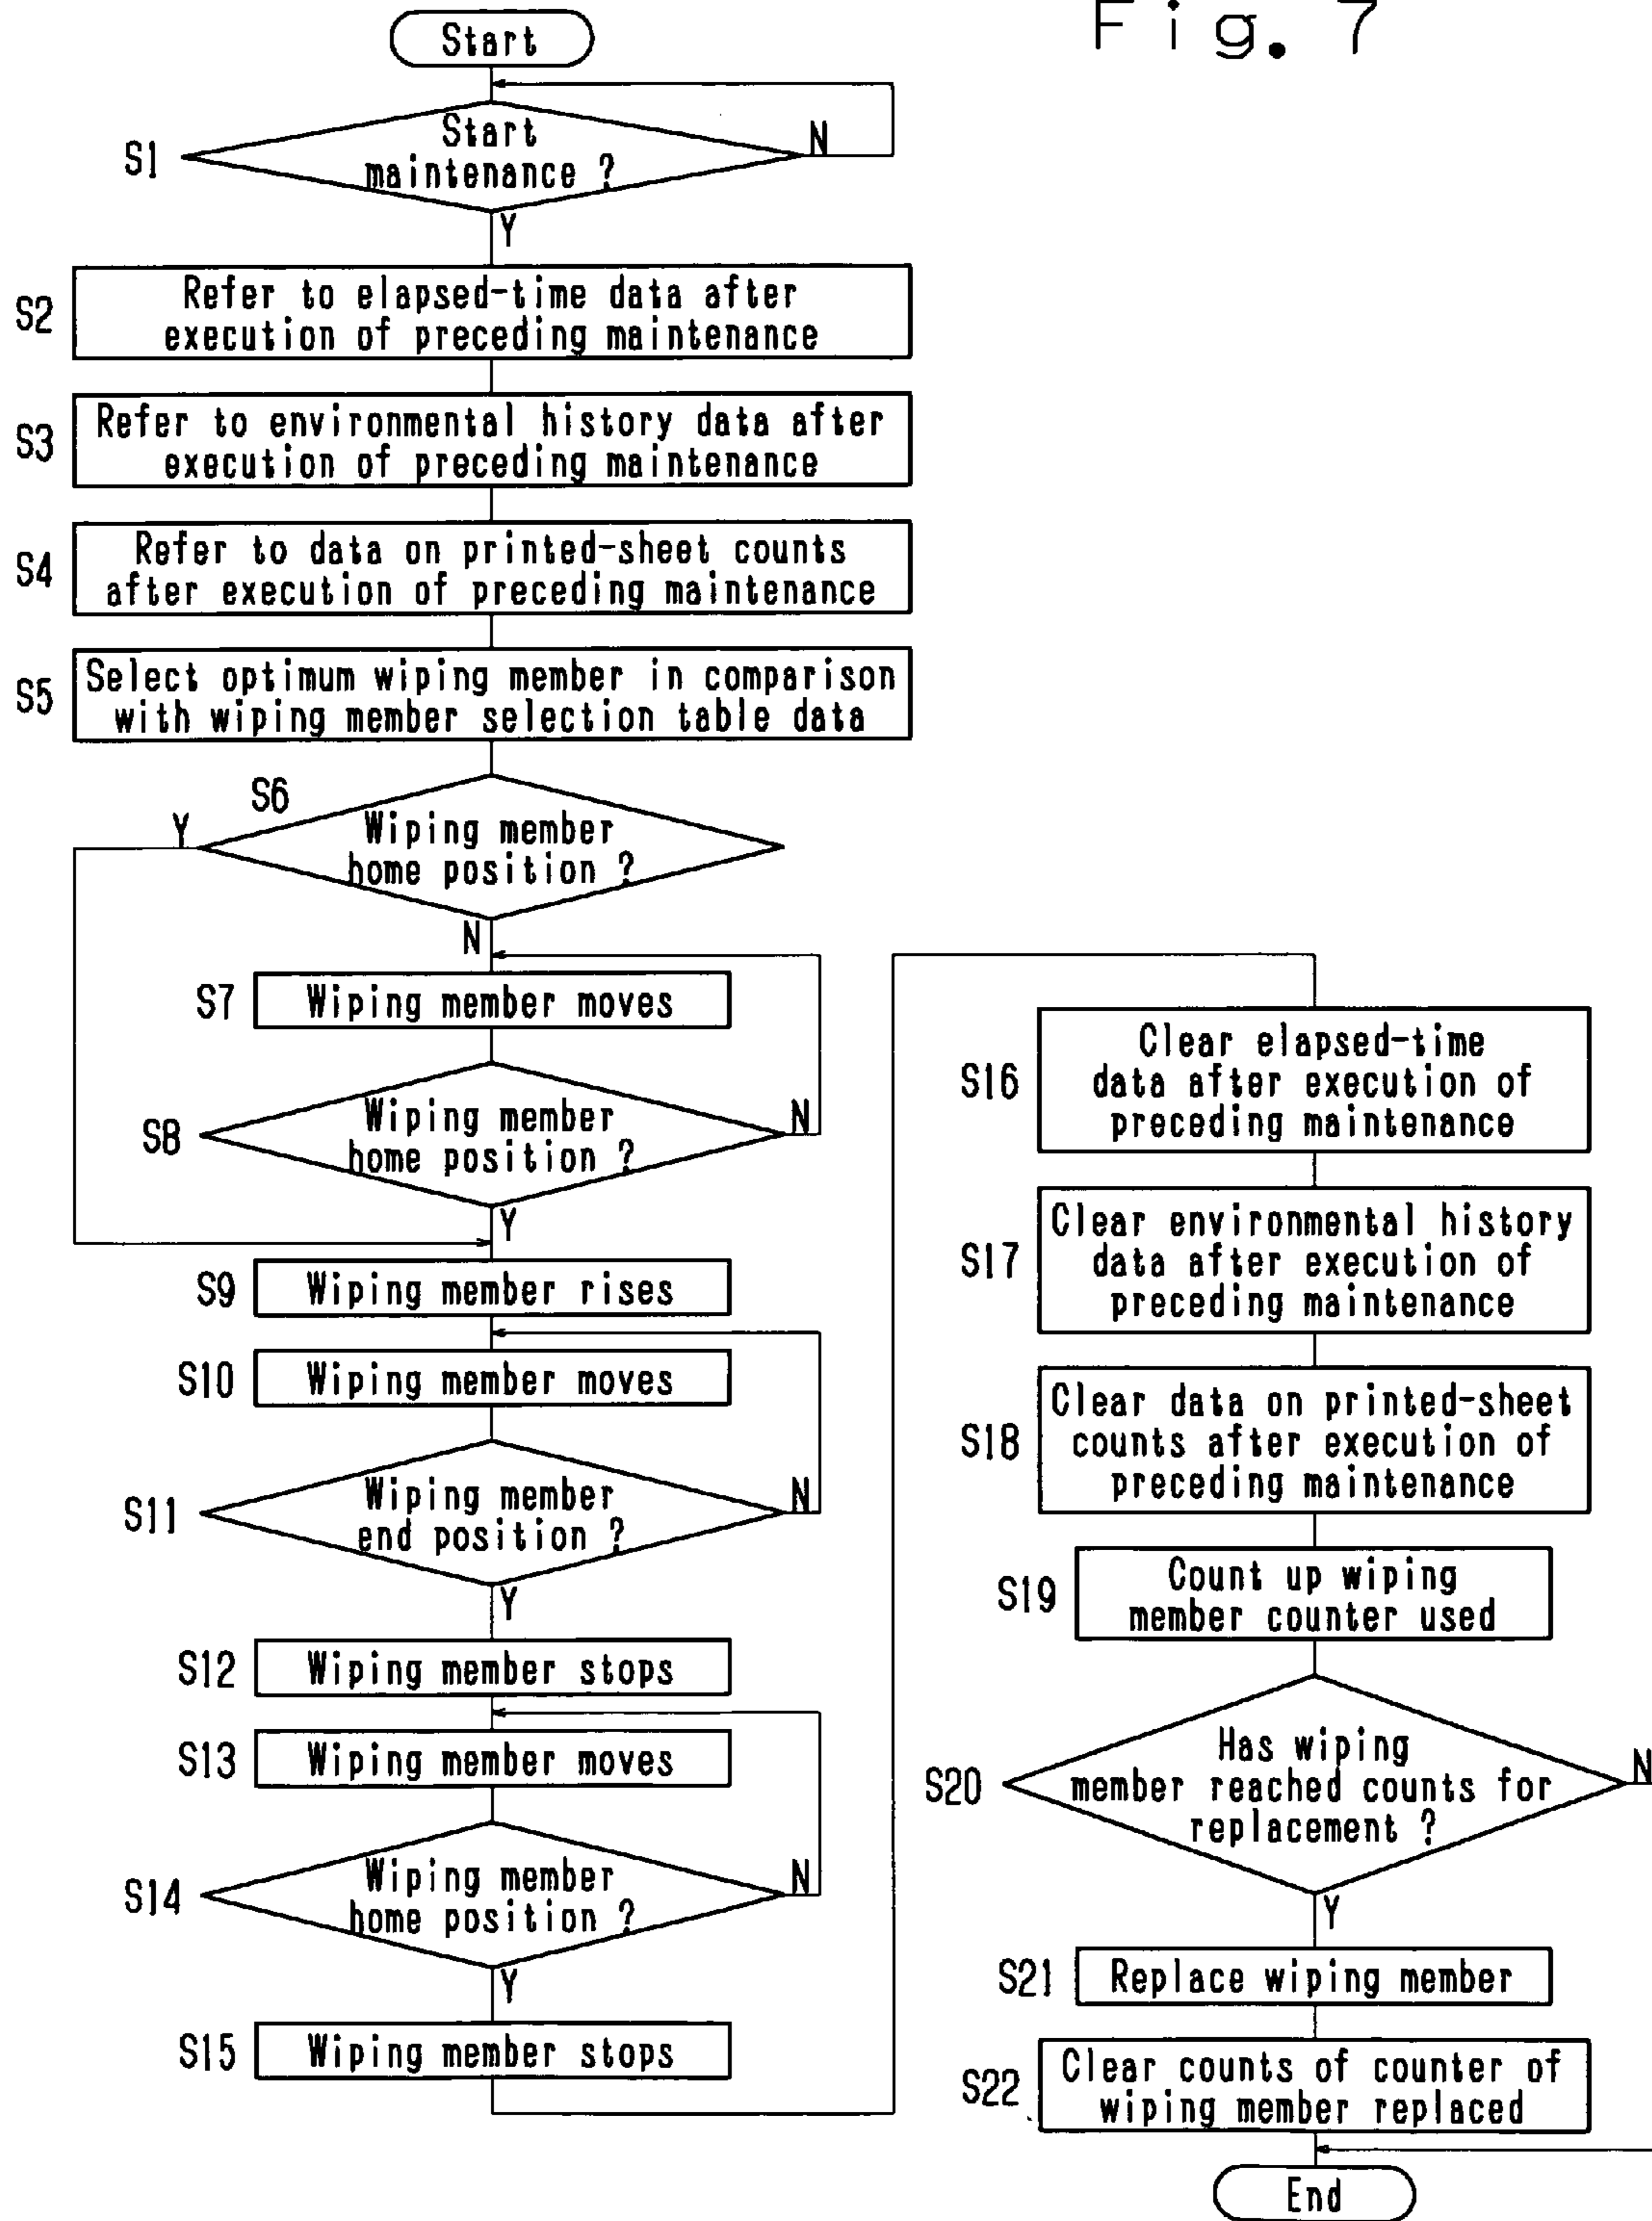 Fig. 7
Start
S1
Start
maintenance ?
N
Y
S2
Refer to elapsed-time data after
execution of preceding maintenance
S3
Refer to environmental history data after
execution of preceding maintenance
S4
Refer to data on printed-sheet counts
after execution of preceding maintenance
S5
Select optimum wiping member in comparison
with wiping member selection table data
S6
Y
Wiping member
home position ?
N
S7
Wiping member moves
S8
Wiping member
home position ?
N
Y
S9
Wiping member rises
S10
Wiping member moves
S11
Wiping member
end position ?
N
Y
S12
Wiping member stops
S13
Wiping member moves
S14
Wiping member
home position ?
N
Y
S15
Wiping member stops
S16
Clear elapsed-time
data after execution of
preceding maintenance
S17
Clear environmental history
data after execution of
preceding maintenance
S18
Clear data on printed-sheet
counts after execution of
preceding maintenance
S19
Count up wiping
member counter used
S20
Has wiping
member reached counts for
replacement ?
N
Y
S21
Replace wiping member
S22
Clear counts of counter of
wiping member replaced
End